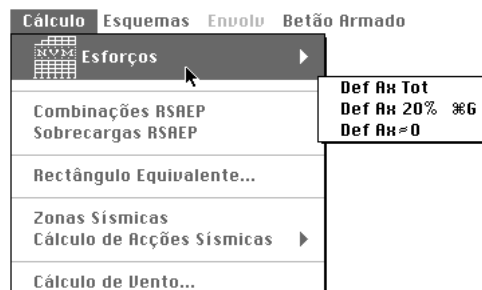 Cálculo Esquemas Envolv Betão Armado
NVM Esforços
Def Ax Tot
Def Ax 20% ⌘G
Def Ax≈0
Combinações RSAEP
Sobrecargas RSAEP
Rectângulo Equivalente...
Zonas Sísmicas
Cálculo de Acções Sísmicas
Cálculo de Vento...